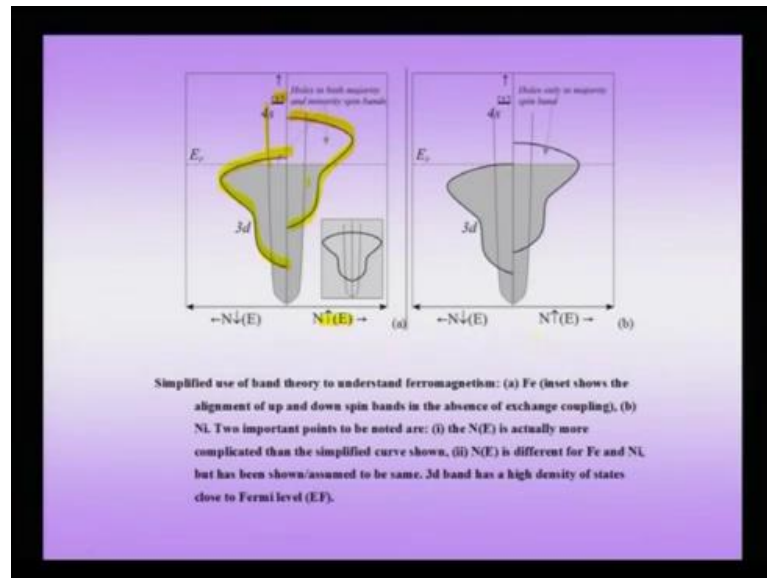 Holes in both majority
and minority spin bands
4s
E_F
3d
←N↓(E) N↑(E) → (a)
Holes only in majority
spin band
4s
E_F
3d
←N↓(E) N↑(E) → (b)
Simplified use of band theory to understand ferromagnetism: (a) Fe (inset shows the
alignment of up and down spin bands in the absence of exchange coupling), (b)
Ni. Two important points to be noted are: (i) the N(E) is actually more
complicated than the simplified curve shown, (ii) N(E) is different for Fe and Ni,
but has been shown/assumed to be same. 3d band has a high density of states
close to Fermi level (EF).